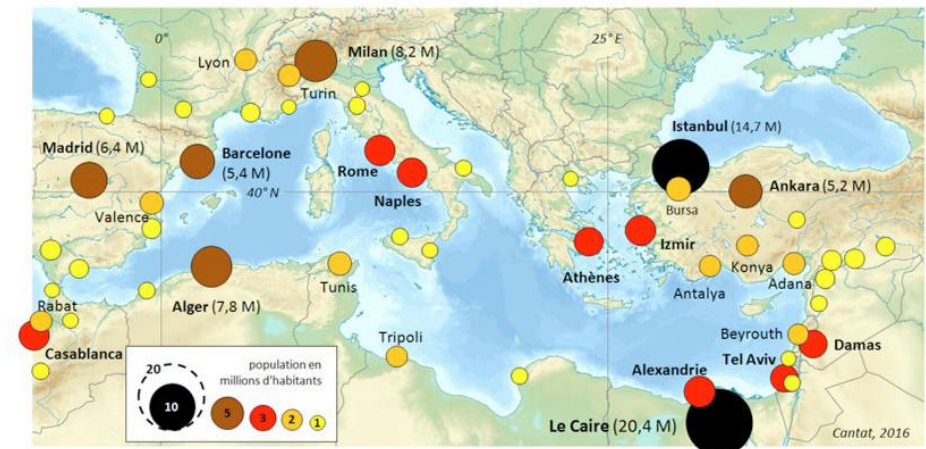 0°
25° E
Lyon
Milan (8,2 M)
Turin
Istanbul (14,7 M)
Madrid (6,4 M)
Barcelone
(5,4 M)
Rome
40° N
Naples
Ankara (5,2 M)
Bursa
Valence
Izmir
Konya
Athènes
Adana
Antalya
Tunis
Rabat
Alger (7,8 M)
Tripoli
Beyrouth
Casablanca
Damas
Tel Aviv
Alexandrie
Le Caire (20,4 M)
population en
millions d'habitants
20
10
5
3
2
1
Cantat, 2016